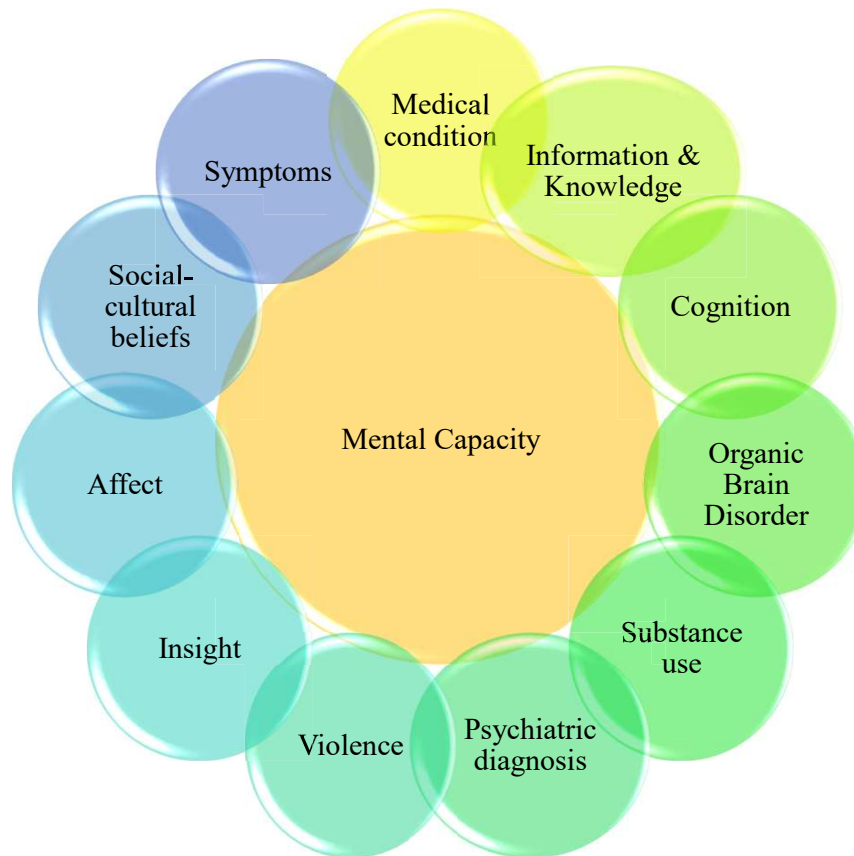 Medical
condition
Information &
Knowledge
Cognition
Organic
Brain
Disorder
Substance
use
Psychiatric
diagnosis
Violence
Insight
Affect
Social-
cultural
beliefs
Symptoms
Mental Capacity